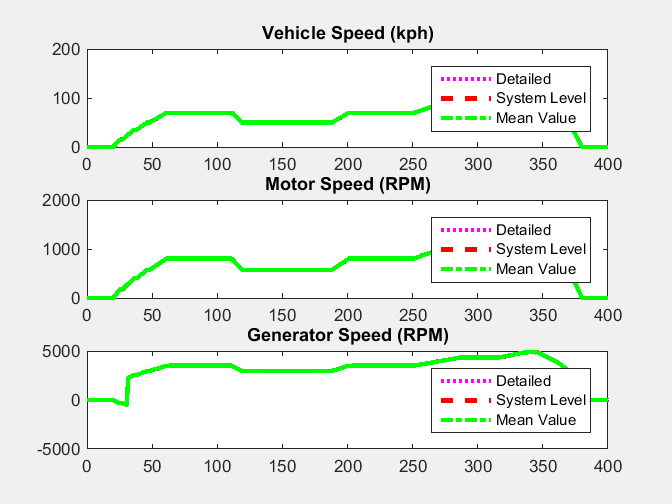 Vehicle Speed (kph)
200
100
0
Detailed
System Level
Mean Value
0 50 100 150 200 250 300 350 400
Motor Speed (RPM)
2000
1000
0
Detailed
System Level
Mean Value
0 50 100 150 200 250 300 350 400
Generator Speed (RPM)
5000
0
-5000
Detailed
System Level
Mean Value
0 50 100 150 200 250 300 350 400